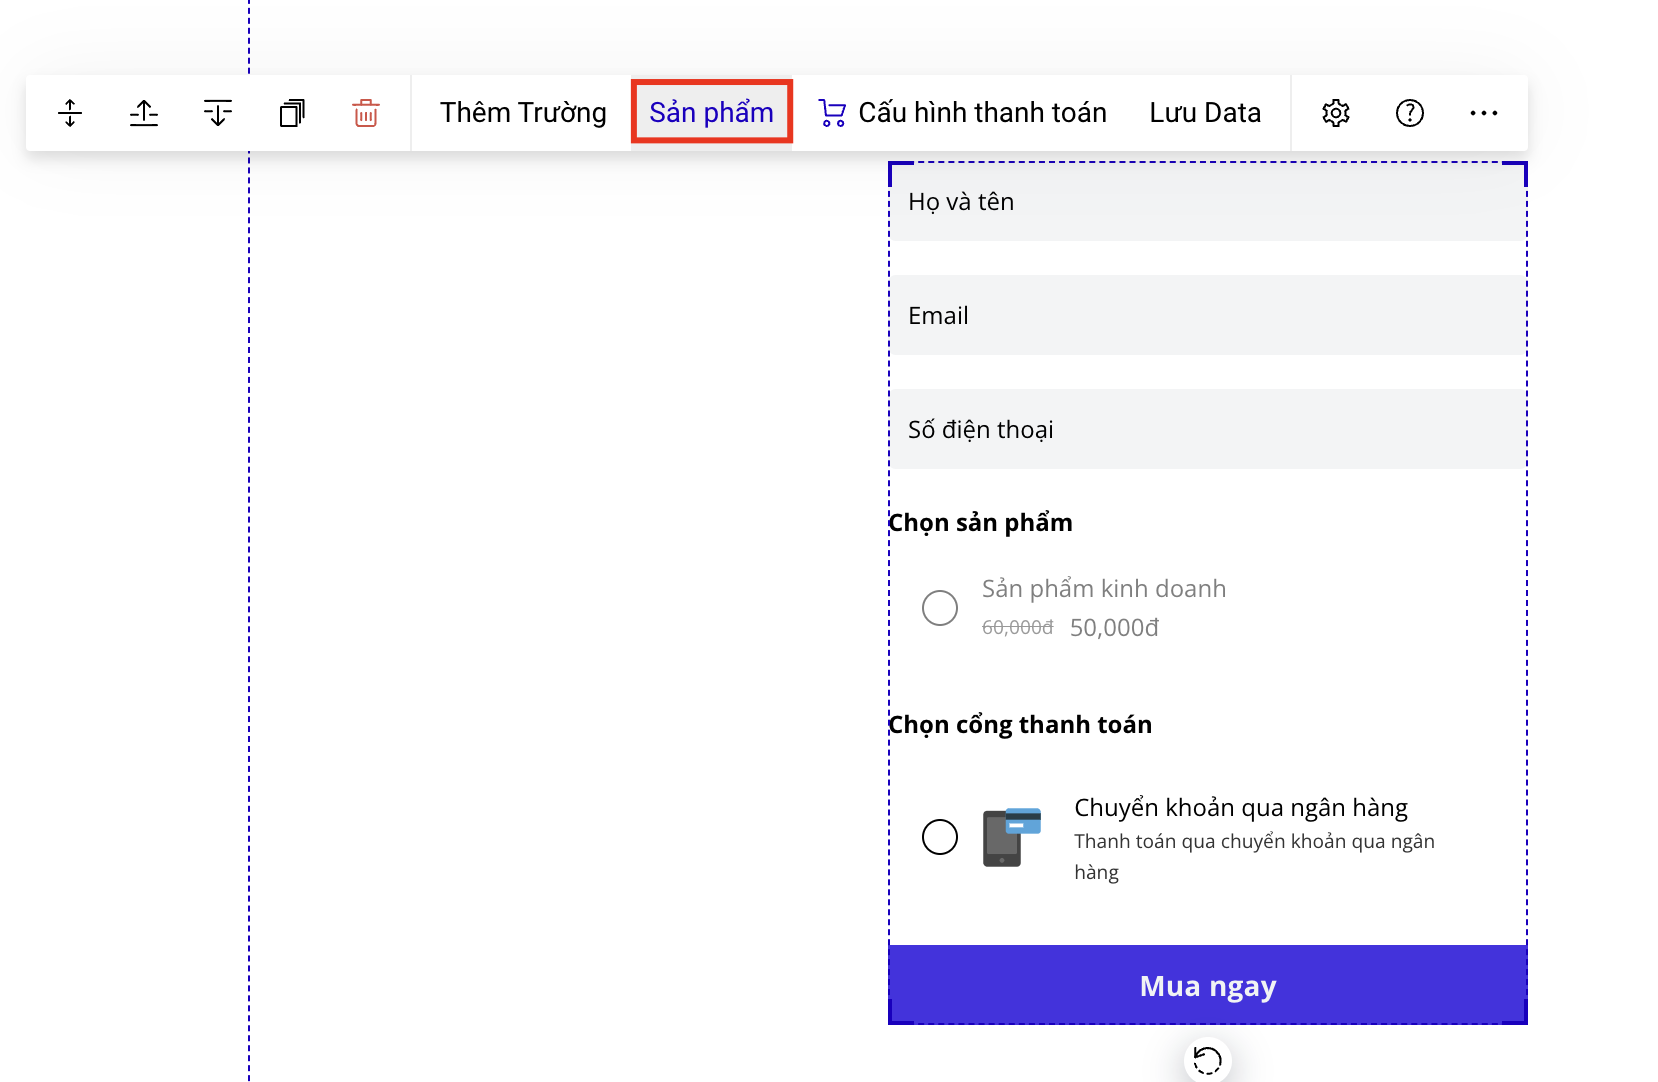 Thêm Trường Sản phẩm Cấu hình thanh toán Lưu Data
Họ và tên
Email
Số điện thoại
Chọn sản phẩm
Sản phẩm kinh doanh
60,000đ 50,000đ
Chọn cổng thanh toán
Chuyển khoản qua ngân hàng
Thanh toán qua chuyển khoản qua ngân
hàng
Mua ngay